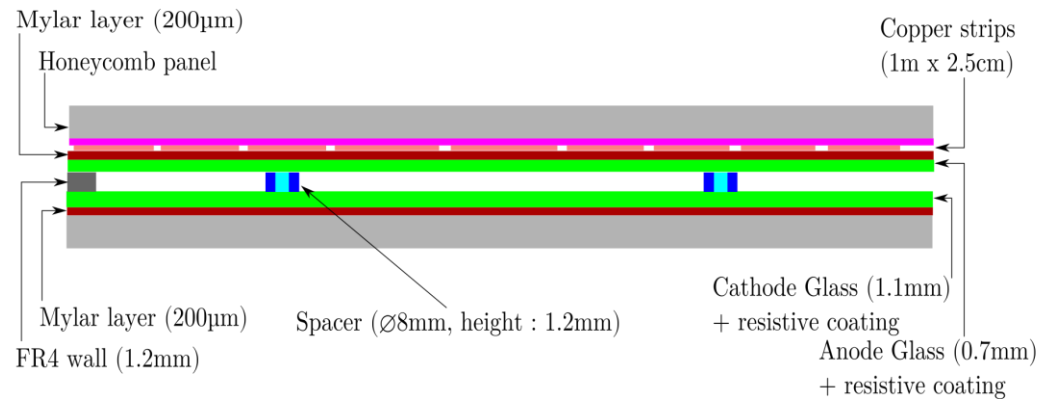 Mylar layer (200µm)
Honeycomb panel
Copper strips
(1m x 2.5cm)
Mylar layer (200µm)
FR4 wall (1.2mm)
Spacer (Ø8mm, height : 1.2mm)
Cathode Glass (1.1mm)
+ resistive coating
Anode Glass (0.7mm)
+ resistive coating